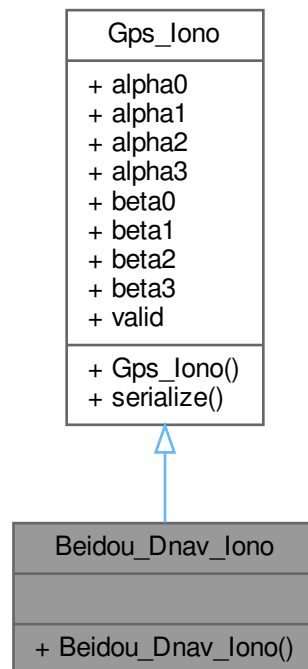 Gps_Iono
+ alpha0
+ alpha1
+ alpha2
+ alpha3
+ beta0
+ beta1
+ beta2
+ beta3
+ valid
+ Gps_Iono()
+ serialize()
Beidou_Dnav_Iono
+ Beidou_Dnav_Iono()